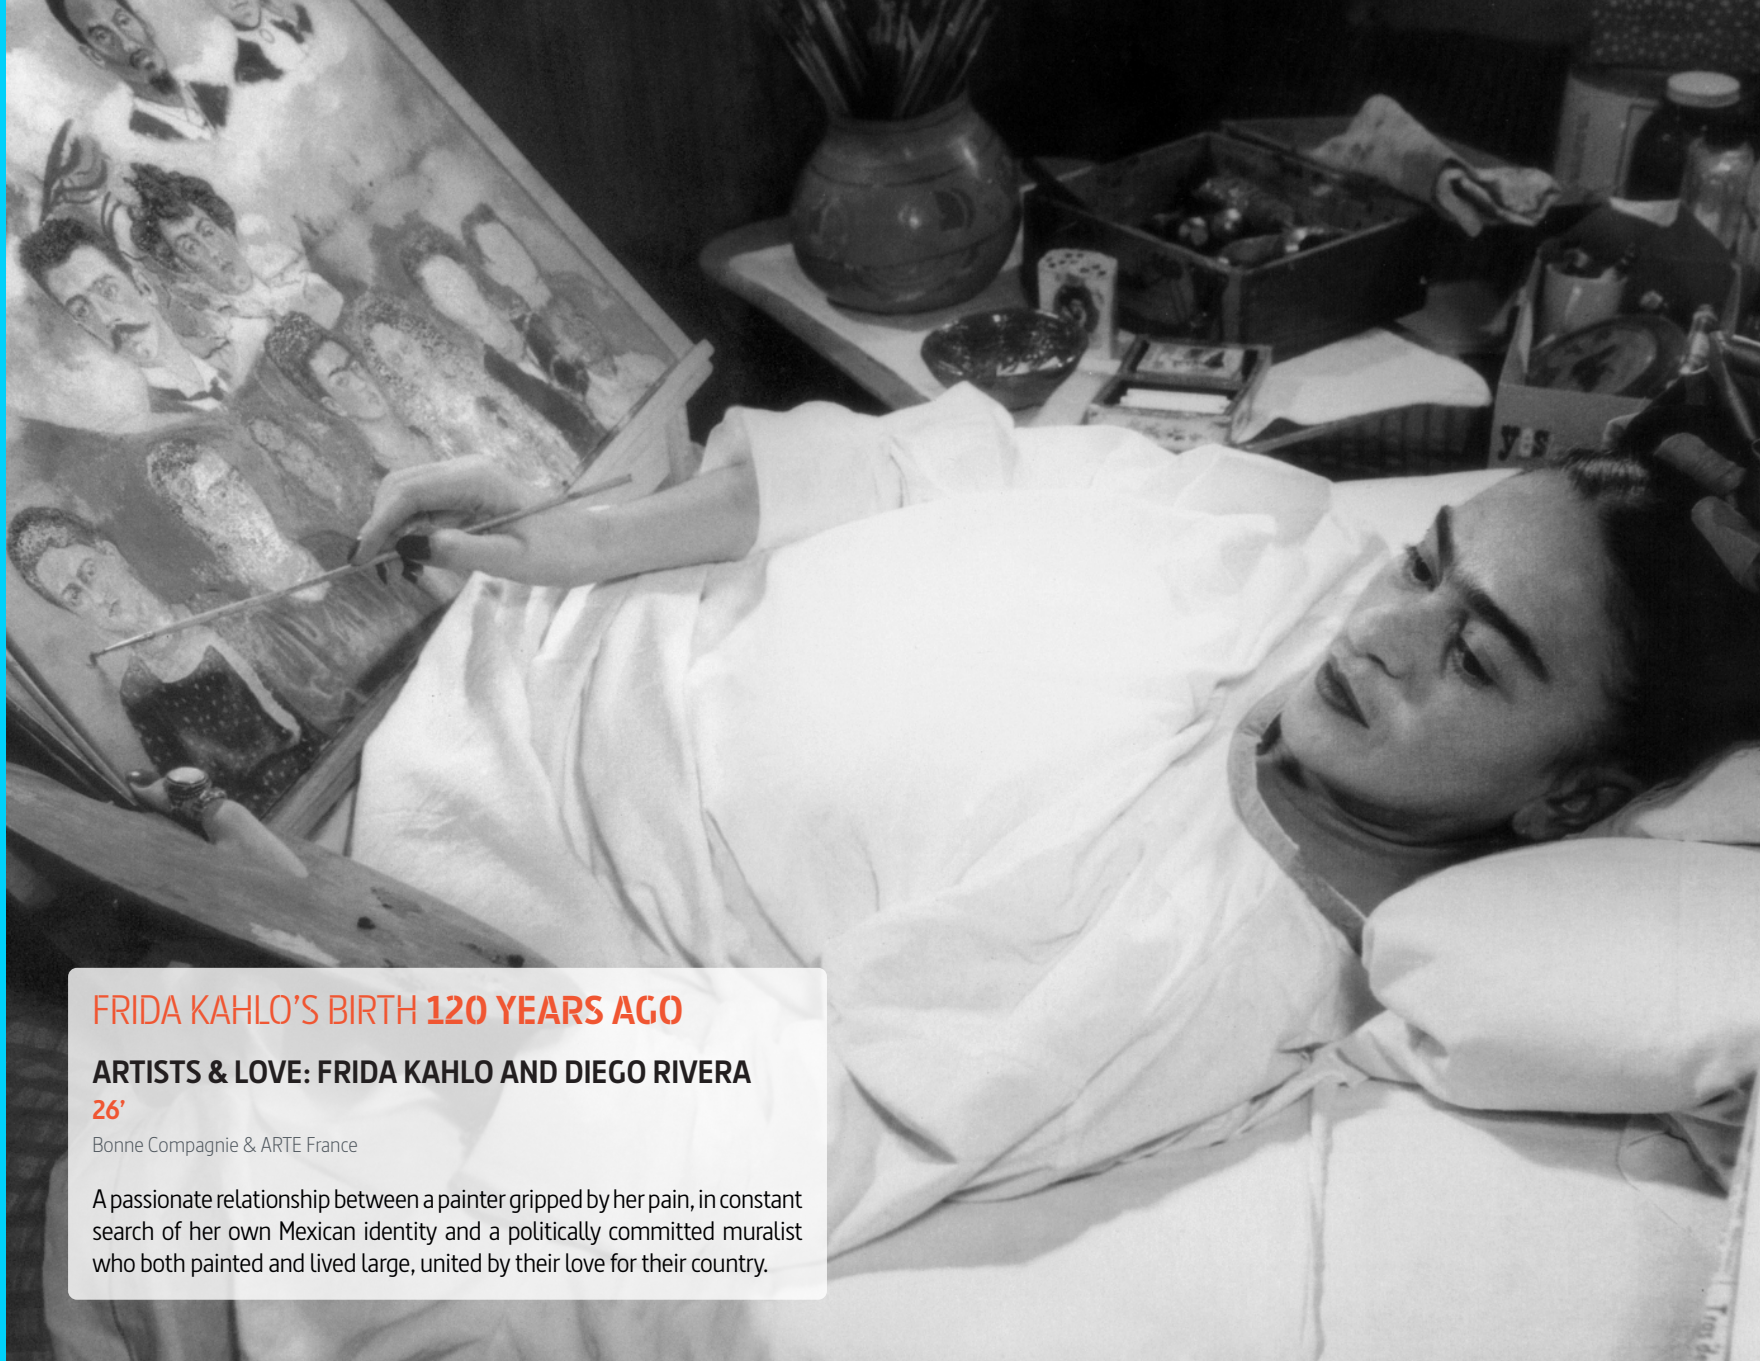 FRIDA KAHLO'S BIRTH 120 YEARS AGO
ARTISTS & LOVE: FRIDA KAHLO AND DIEGO RIVERA
26’
Bonne Compagnie & ARTE France
A passionate relationship between a painter gripped by her pain, in constant
search of her own Mexican identity and a politically committed muralist
who both painted and lived large, united by their love for their country.